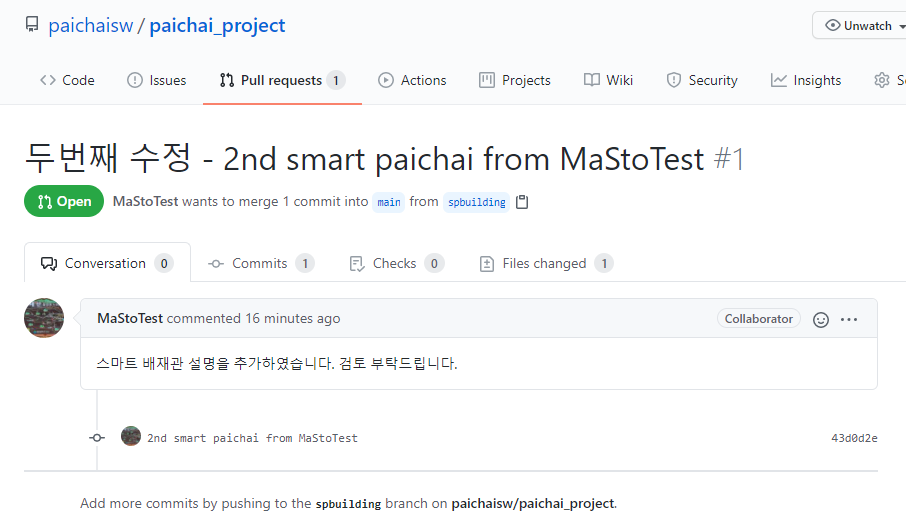 paichaisw / paichai_project
Unwatch
Code Issues Pull requests 1 Actions Projects Wiki Security Insights
두번째 수정 - 2nd smart paichai from MaStoTest #1
Open MaStoTest wants to merge 1 commit into main from spbuilding
Conversation 0 Commits 1 Checks 0 Files changed 1
MaStoTest commented 16 minutes ago Collaborator
스마트 배재관 설명을 추가하였습니다. 검토 부탁드립니다.
2nd smart paichai from MaStoTest 43d0d2e
Add more commits by pushing to the spbuilding branch on paichaisw/paichai_project.